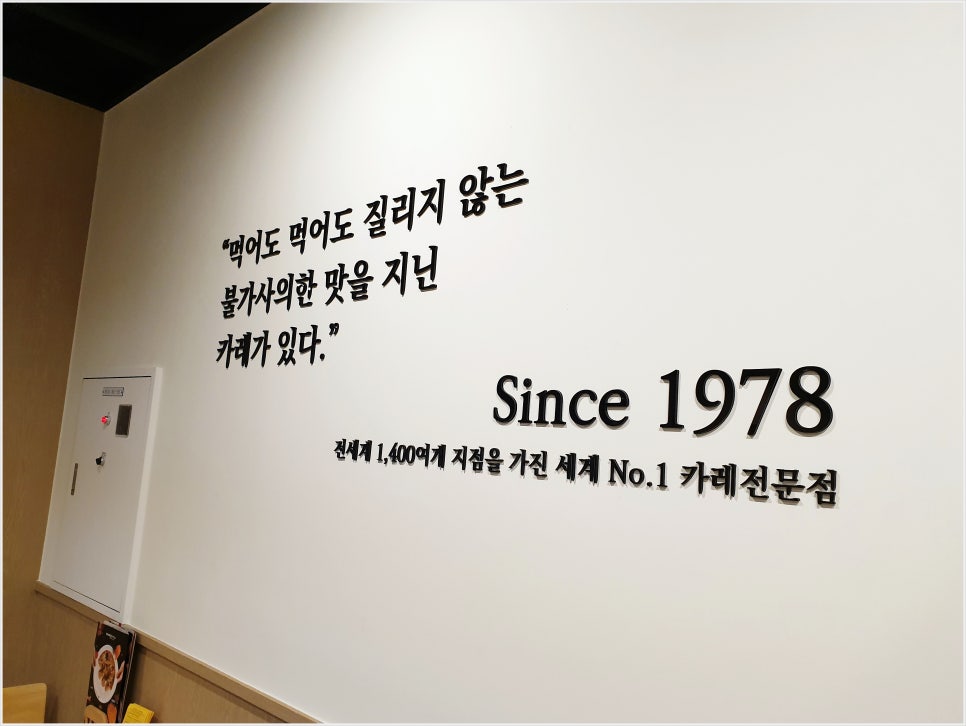 “먹어도 먹어도 질리지 않는
불가사의한 맛을 지닌
카레가 있다.”
Since 1978
전세계 1,400여개 지점을 가진 세계 No.1 카레전문점